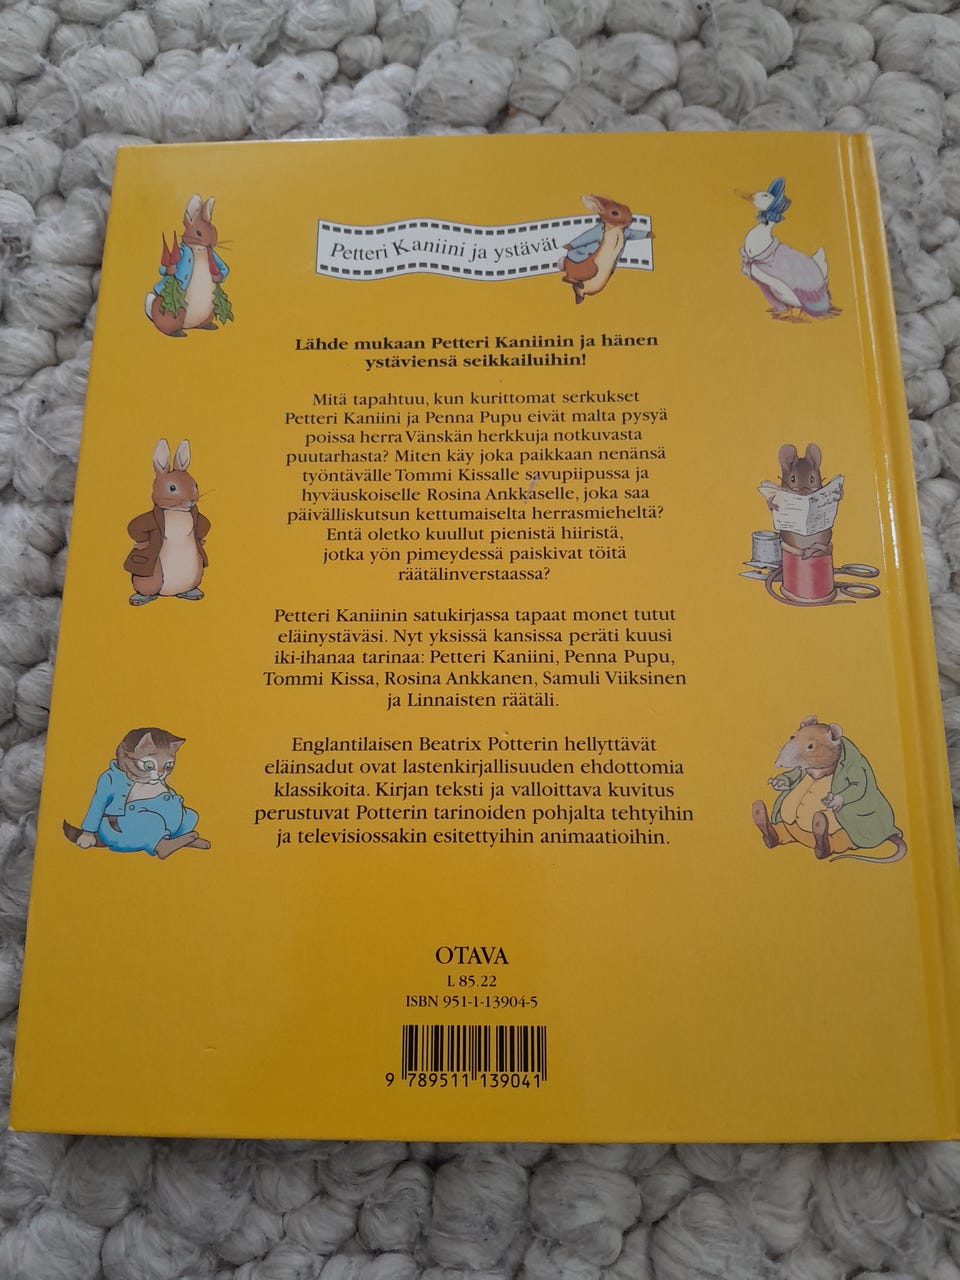 Petteri Kaniini ja ystävät
Lähde mukaan Petteri Kaniinin ja hänen
ystäviensä seikkailuihin!
Mitä tapahtuu, kun kurittomat serkukset
Petteri Kaniini ja Penna Pupu eivät malta pysyä
poissa herra Vänskän herkkuja notkuvasta
puutarhasta? Miten käy joka paikkaan nenänsä
työntävälle Tommi Kissalle savupiipussa ja
hyväuskoiselle Rosina Ankkaselle, joka saa
päivälliskutsun kettumaiselta herrasmieheltä?
Entä oletko kuullut pienistä hiiristä,
jotka yön pimeydessä paiskivat töitä
räätälinverstaassa?
Petteri Kaniinin satukirjassa tapaat monet tutut
eläinystäväsi. Nyt yksissä kansissa peräti kuusi
iki-ihanaa tarinaa: Petteri Kaniini, Penna Pupu,
Tommi Kissa, Rosina Ankkanen, Samuli Viiksinen
ja Linnaisten räätäli.
Englantilaisen Beatrix Potterin hellyttävät
eläinsadut ovat lastenkirjallisuuden ehdottomia
klassikoita. Kirjan teksti ja valloittava kuvitus
perustuvat Potterin tarinoiden pohjalta tehtyihin
ja televisiossakin esitettyihin animaatioihin.
OTAVA
L 85.22
ISBN 951-1-13904-5
9 789511 139041